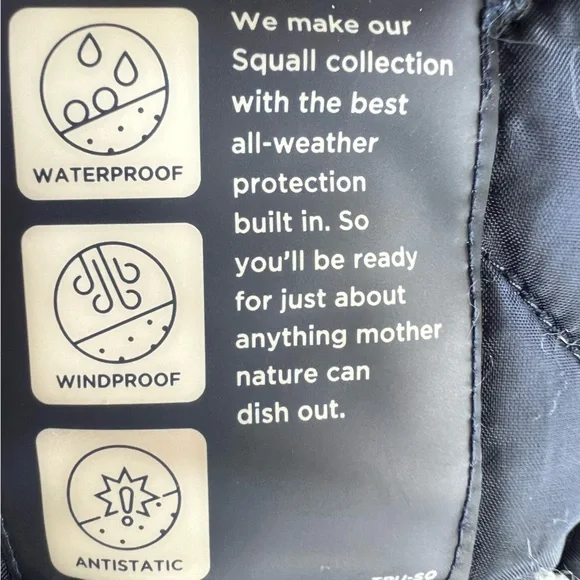 WATERPROOF
WINDPROOF
ANTISTATIC
We make our
Squall collection
with the best
all-weather
protection
built in. So
you'll be ready
for just about
anything mother
nature can
dish out.